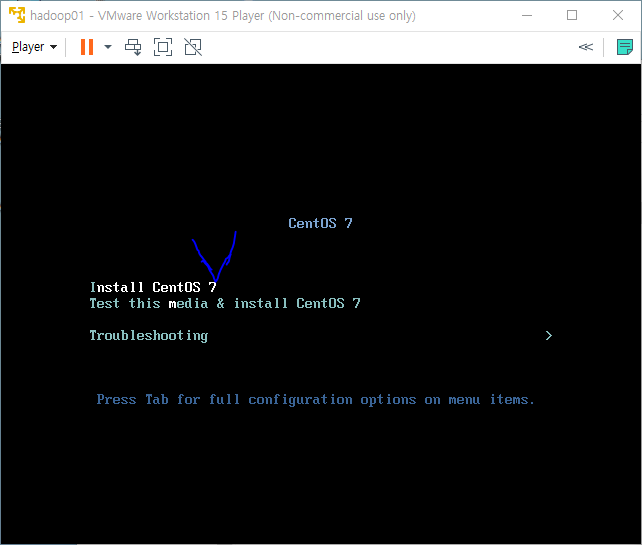 hadoop01 - VMware Workstation 15 Player (Non-commercial use only)
Player
CentOS 7
Install CentOS 7
Test this media & install CentOS 7
Troubleshooting >
Press Tab for full configuration options on menu items.